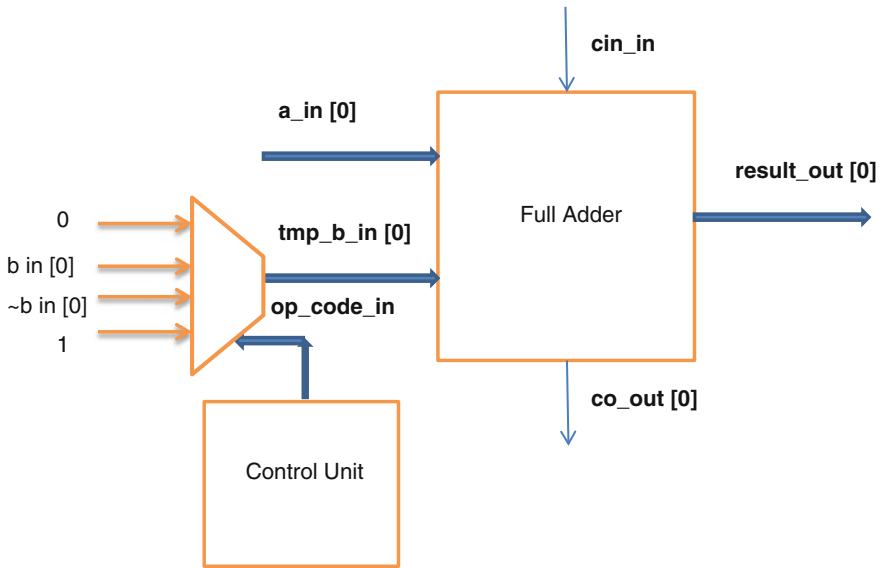 cin_in
a_in [0]
result_out [0]
Full Adder
0
tmp_b_in [0]
b in [0]
~b in [0]
op_code_in
1
co_out [0]
Control Unit